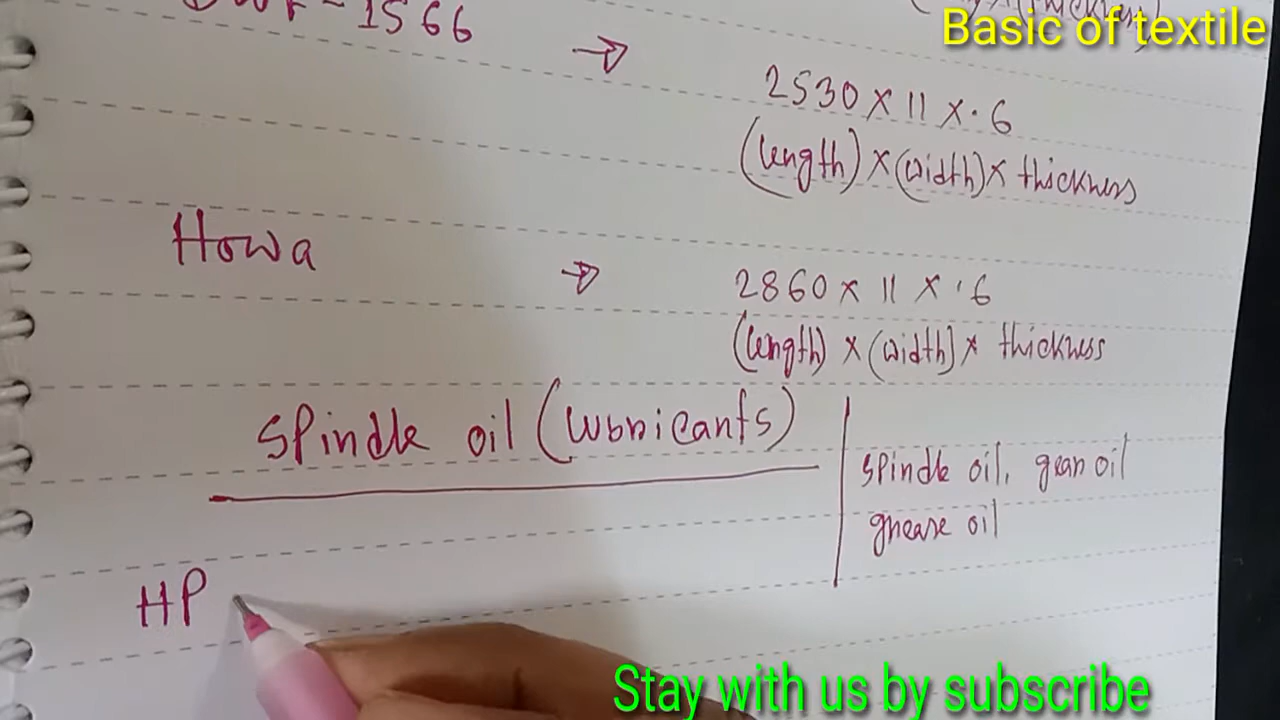 Basic of textile
- 1566 → 2530 × 11 × .6
(length) × (width) × thickness
Howa → 2860 × 11 × .6
(length) × (width) × thickness
Spindle oil (Lubricants)
spindle oil, gear oil
grease oil
HP
Stay with us by subscribe